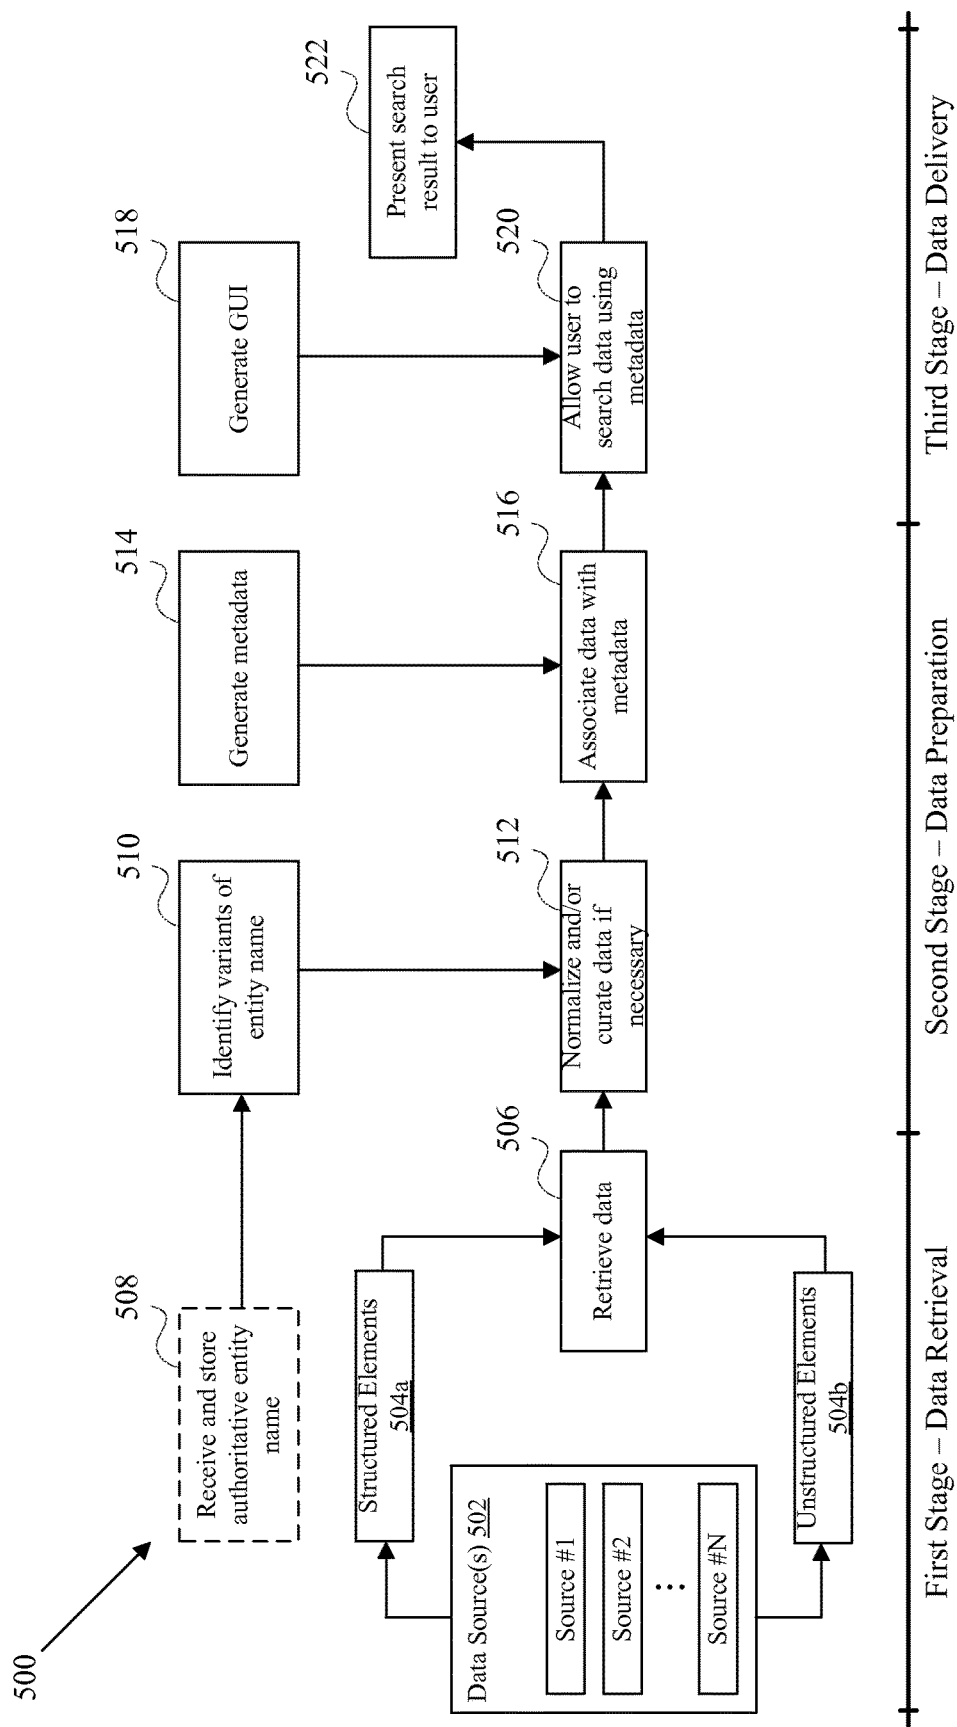 500
508
Receive and store
authoritative entity
name
510
Identify variants of
entity name
514
Generate metadata
518
Generate GUI
522
Present search
result to user
Data Source(s) 502
Source #1
Source #2
⋯
Source #N
Structured Elements
504a
Unstructured Elements
504b
506
Retrieve data
512
Normalize and/or
curate data if
necessary
516
Associate data with
metadata
520
Allow user to
search data using
metadata
First Stage – Data Retrieval
Second Stage – Data Preparation
Third Stage – Data Delivery